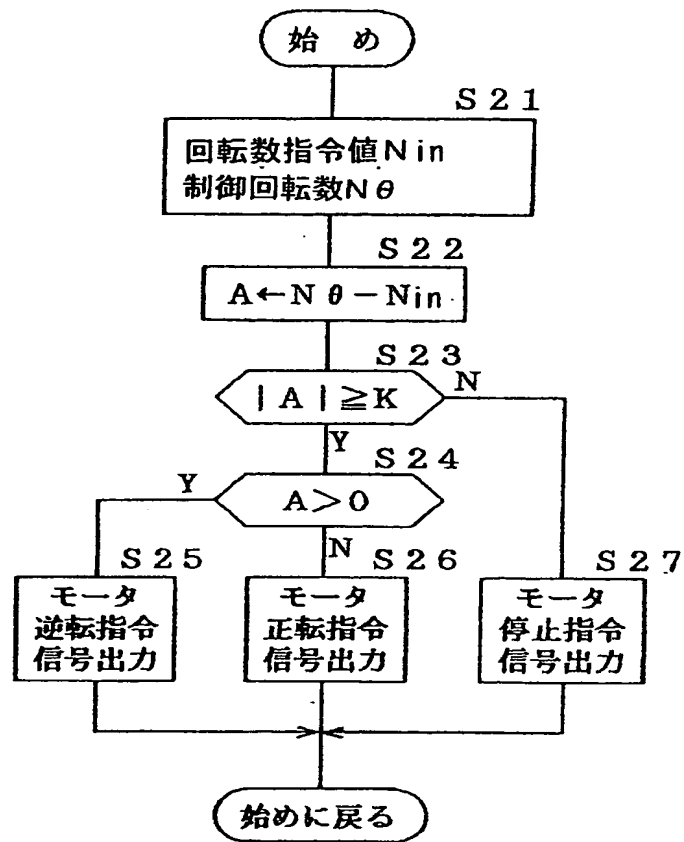 始 め
S21
回転数指令値Nin
制御回転数Nθ
S22
A←Nθ－Nin
S23
|A|≧K
N
Y
S24
Y
A＞0
N
S25
S26
S27
モータ
逆転指令
信号出力
モータ
正転指令
信号出力
モータ
停止指令
信号出力
始めに戻る